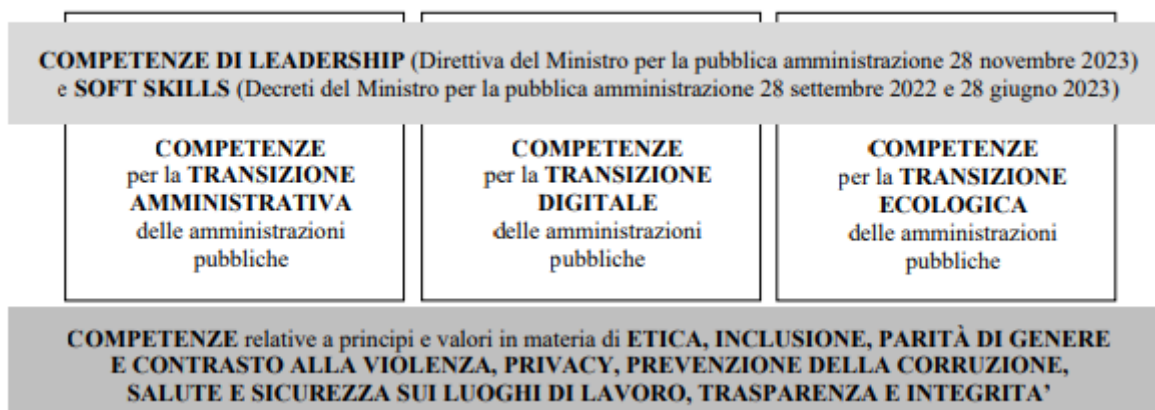 COMPETENZE DI LEADERSHIP (Direttiva del Ministro per la pubblica amministrazione 28 novembre 2023)
e SOFT SKILLS (Decreti del Ministro per la pubblica amministrazione 28 settembre 2022 e 28 giugno 2023)
COMPETENZE
per la TRANSIZIONE
AMMINISTRATIVA
delle amministrazioni
pubbliche
COMPETENZE
per la TRANSIZIONE
DIGITALE
delle amministrazioni
pubbliche
COMPETENZE
per la TRANSIZIONE
ECOLOGICA
delle amministrazioni
pubbliche
COMPETENZE relative a principi e valori in materia di ETICA, INCLUSIONE, PARITÀ DI GENERE
E CONTRASTO ALLA VIOLENZA, PRIVACY, PREVENZIONE DELLA CORRUZIONE,
SALUTE E SICUREZZA SUI LUOGHI DI LAVORO, TRASPARENZA E INTEGRITA'